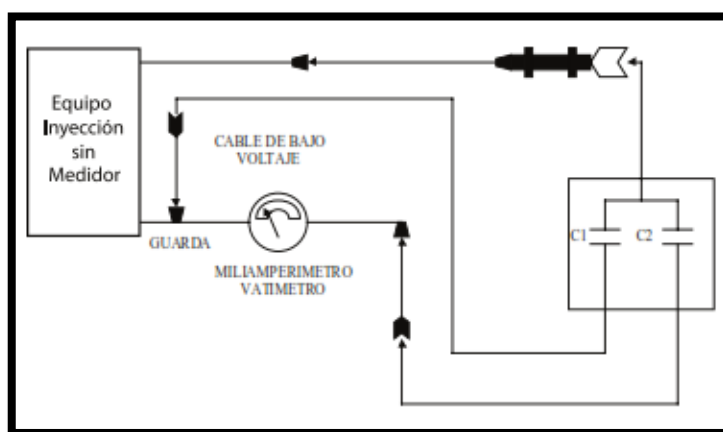 Equipo
Inyección
sin
Medidor
CABLE DE BAJO
VOLTAJE
GUARDA
MILIAMPERIMETRO
VATIMETRO
C1
C2